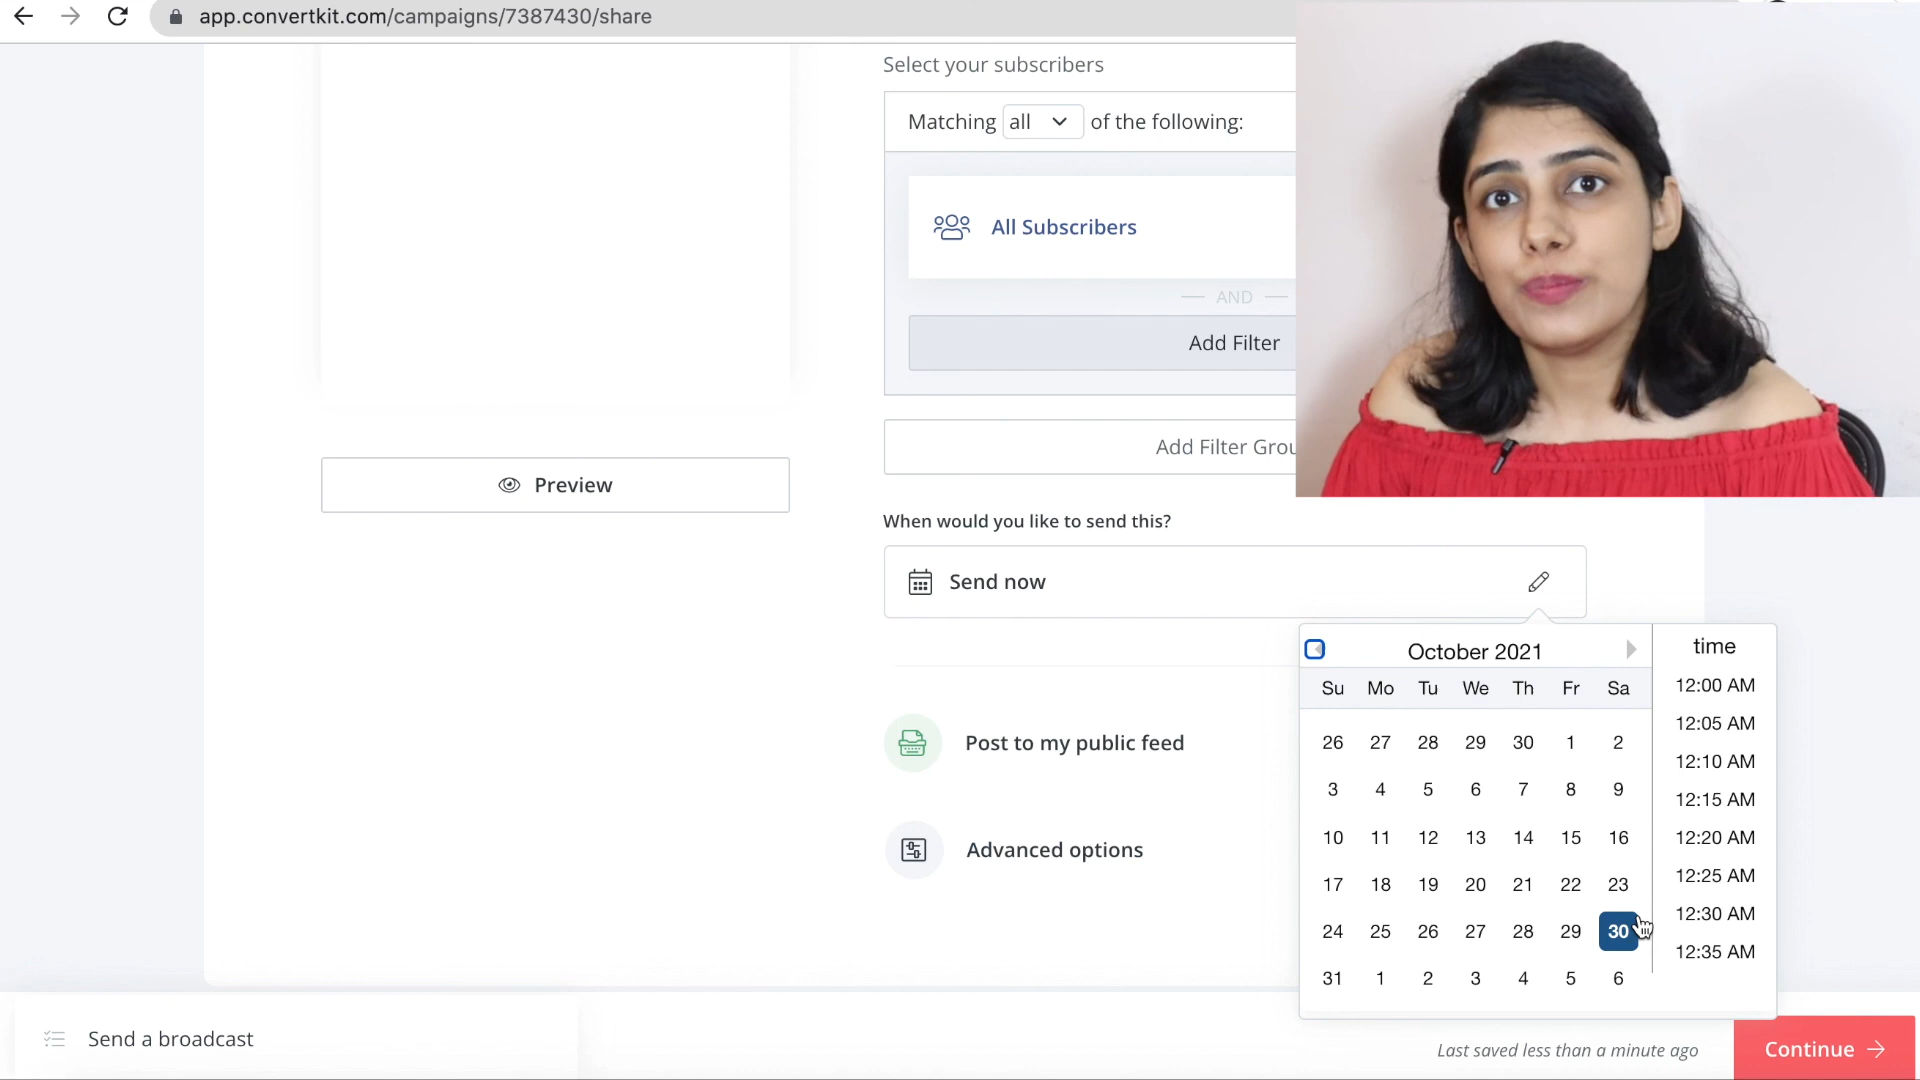 app.convertkit.com/campaigns/7387430/share
Select your subscribers
Matching all of the following:
All Subscribers
AND
Add Filter
Add Filter Grou
Preview
When would you like to send this?
Send now
October 2021
time
Su Mo Tu We Th Fr Sa
26 27 28 29 30 1 2
3 4 5 6 7 8 9
10 11 12 13 14 15 16
17 18 19 20 21 22 23
24 25 26 27 28 29 30
31 1 2 3 4 5 6
12:00 AM
12:05 AM
12:10 AM
12:15 AM
12:20 AM
12:25 AM
12:30 AM
12:35 AM
Post to my public feed
Advanced options
Send a broadcast
Last saved less than a minute ago
Continue